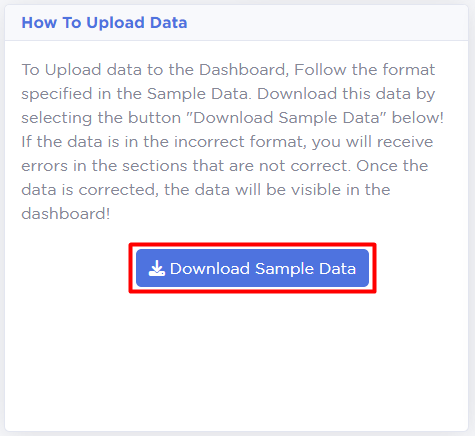 How To Upload Data
To Upload data to the Dashboard, Follow the format
specified in the Sample Data. Download this data by
selecting the button "Download Sample Data" below!
If the data is in the incorrect format, you will receive
errors in the sections that are not correct. Once the
data is corrected, the data will be visible in the
dashboard!
Download Sample Data